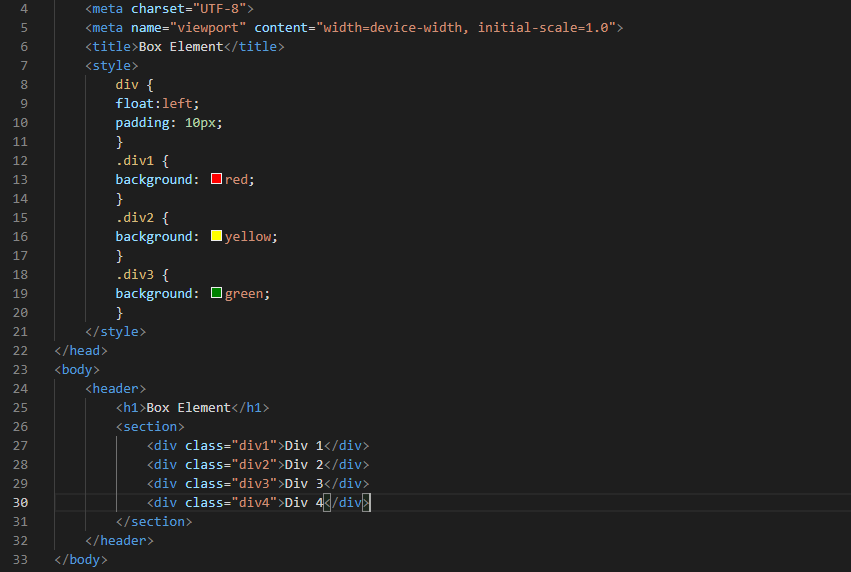 4 <meta charset="UTF-8">
5 <meta name="viewport" content="width=device-width, initial-scale=1.0">
6 <title>Box Element</title>
7 <style>
8 div {
9 float:left;
10 padding: 10px;
11 }
12 .div1 {
13 background: red;
14 }
15 .div2 {
16 background: yellow;
17 }
18 .div3 {
19 background: green;
20 }
21 </style>
22 </head>
23 <body>
24 <header>
25 <h1>Box Element</h1>
26 <section>
27 <div class="div1">Div 1</div>
28 <div class="div2">Div 2</div>
29 <div class="div3">Div 3</div>
30 <div class="div4">Div 4</div>
31 </section>
32 </header>
33 </body>